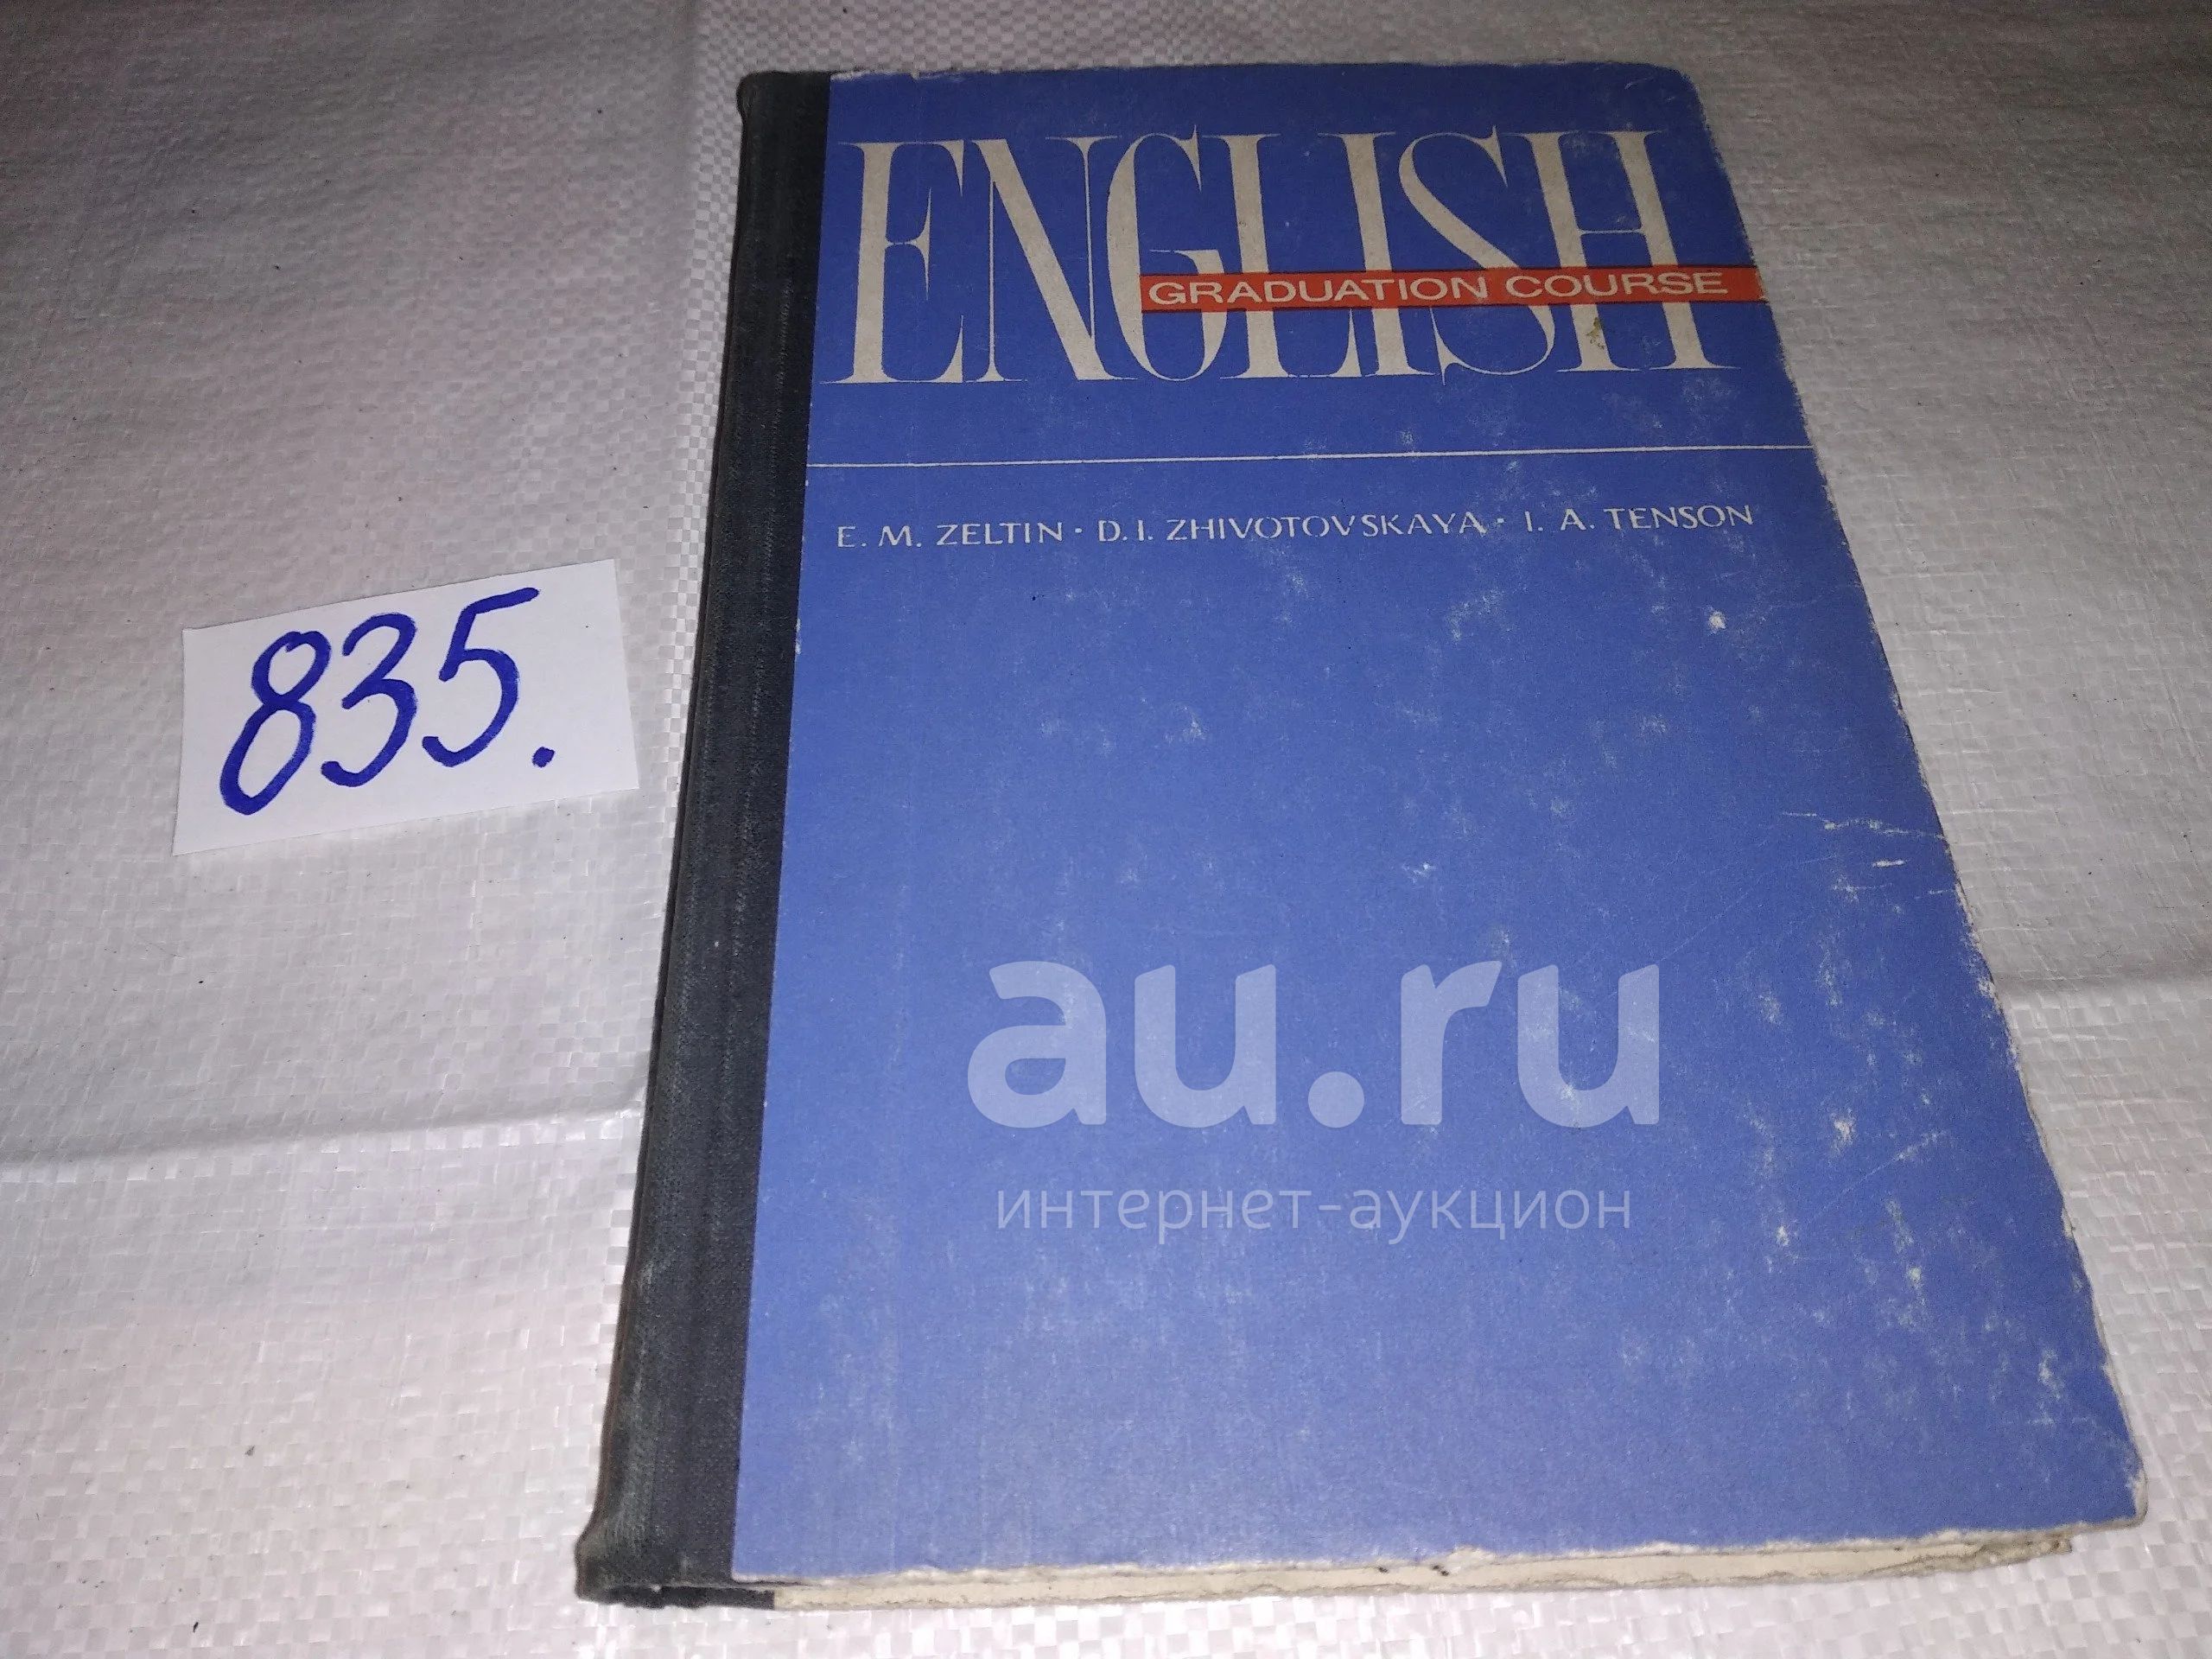 ENGLISH
GRADUATION COURSE
E. M. ZELTIN · D. I. ZHIVOTOVSKAYA · I. A. TENSON
835.
au.ru
интернет-аукцион